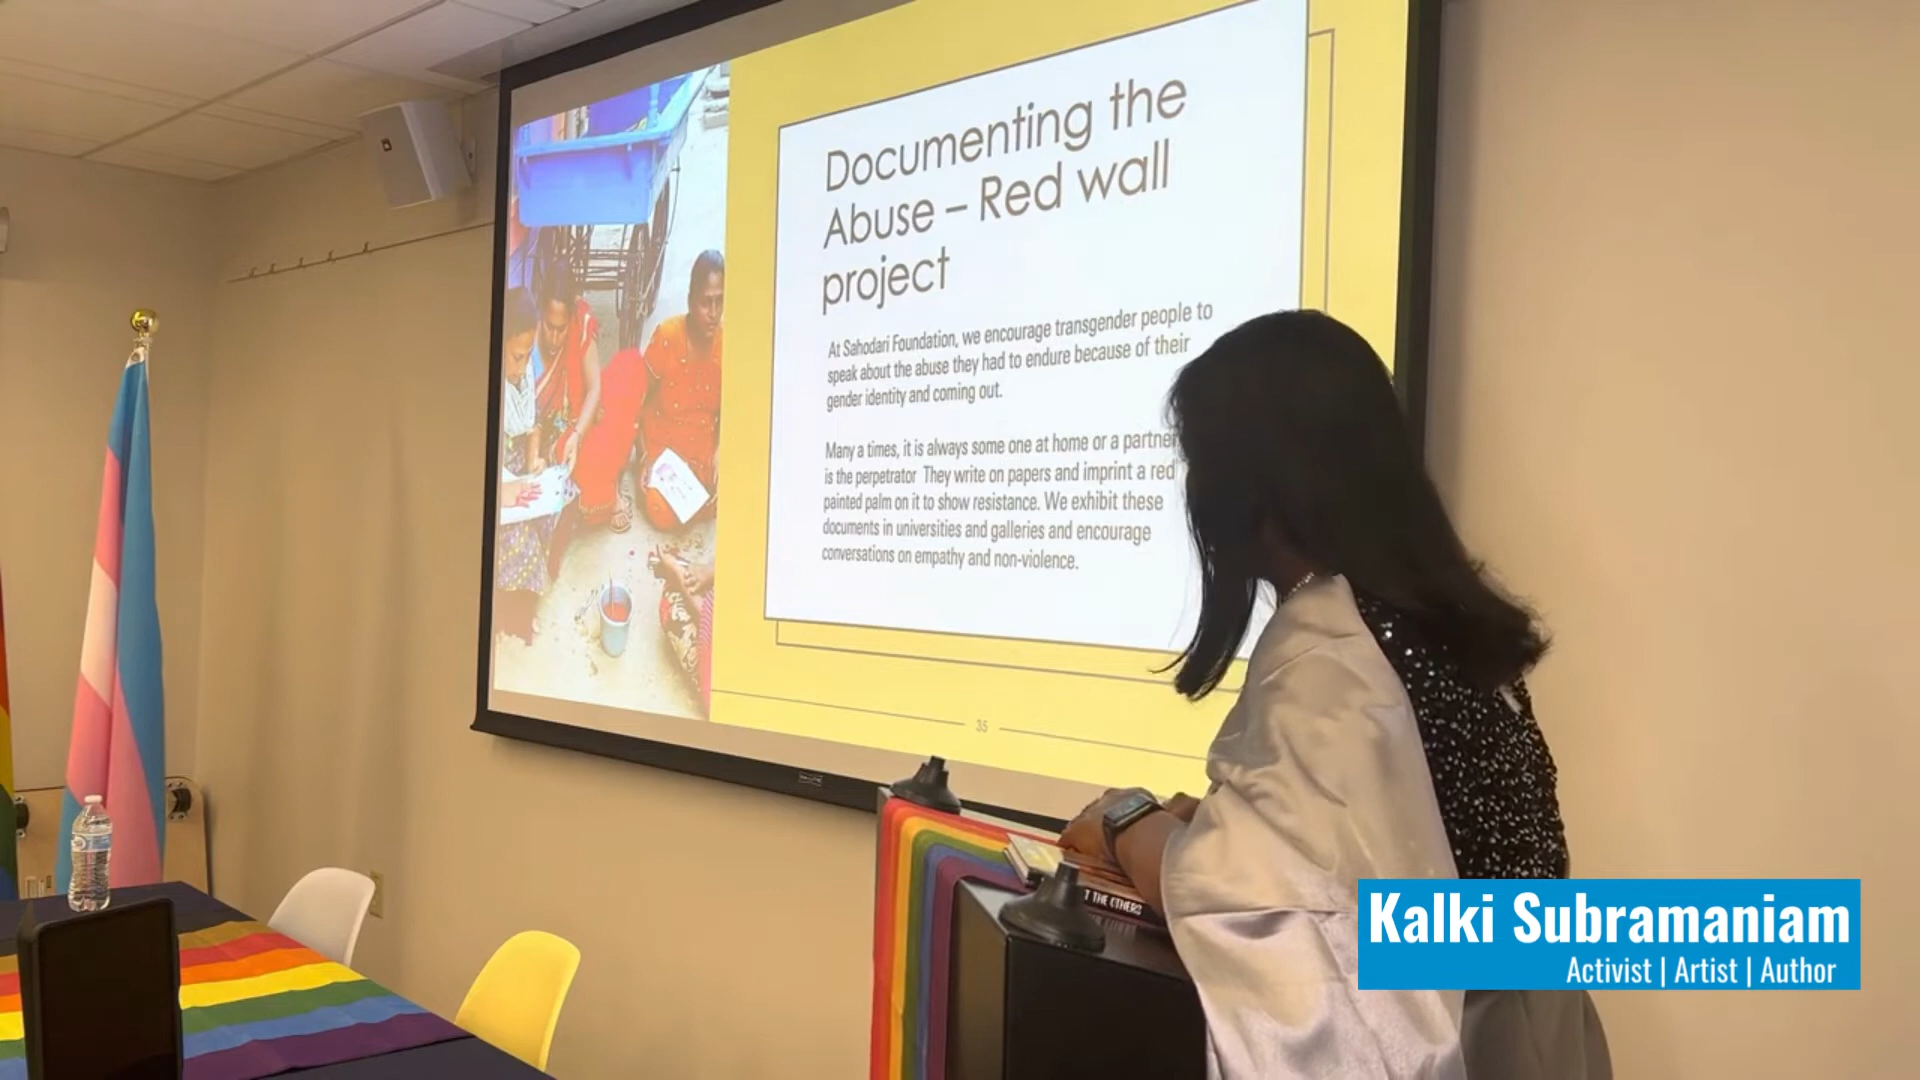 Documenting the
Abuse – Red wall
project
At Sahodari Foundation, we encourage transgender people to
speak about the abuse they had to endure because of their
gender identity and coming out.
Many a times, it is always some one at home or a partner
is the perpetrator They write on papers and imprint a red
painted palm on it to show resistance. We exhibit these
documents in universities and galleries and encourage
conversations on empathy and non-violence.
35
T THE OTHERS
Kalki Subramaniam
Activist | Artist | Author